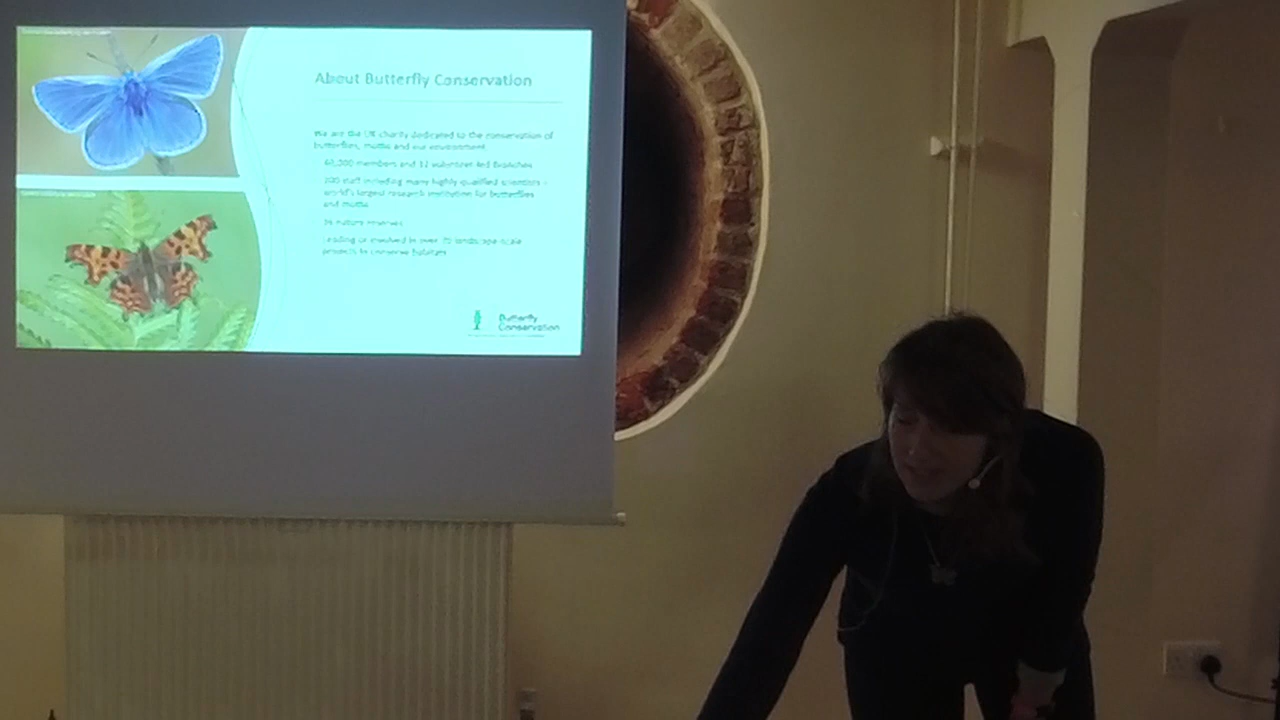 About Butterfly Conservation
We are the UK charity dedicated to the conservation of
butterflies, moths and our environment.
members and volunteer-led Branches
staff including many highly qualified scientists –
world's largest research institution for butterflies
and moths
nature reserves
Leading or involved in over landscape-scale
projects to conserve habitats
Butterfly
Conservation